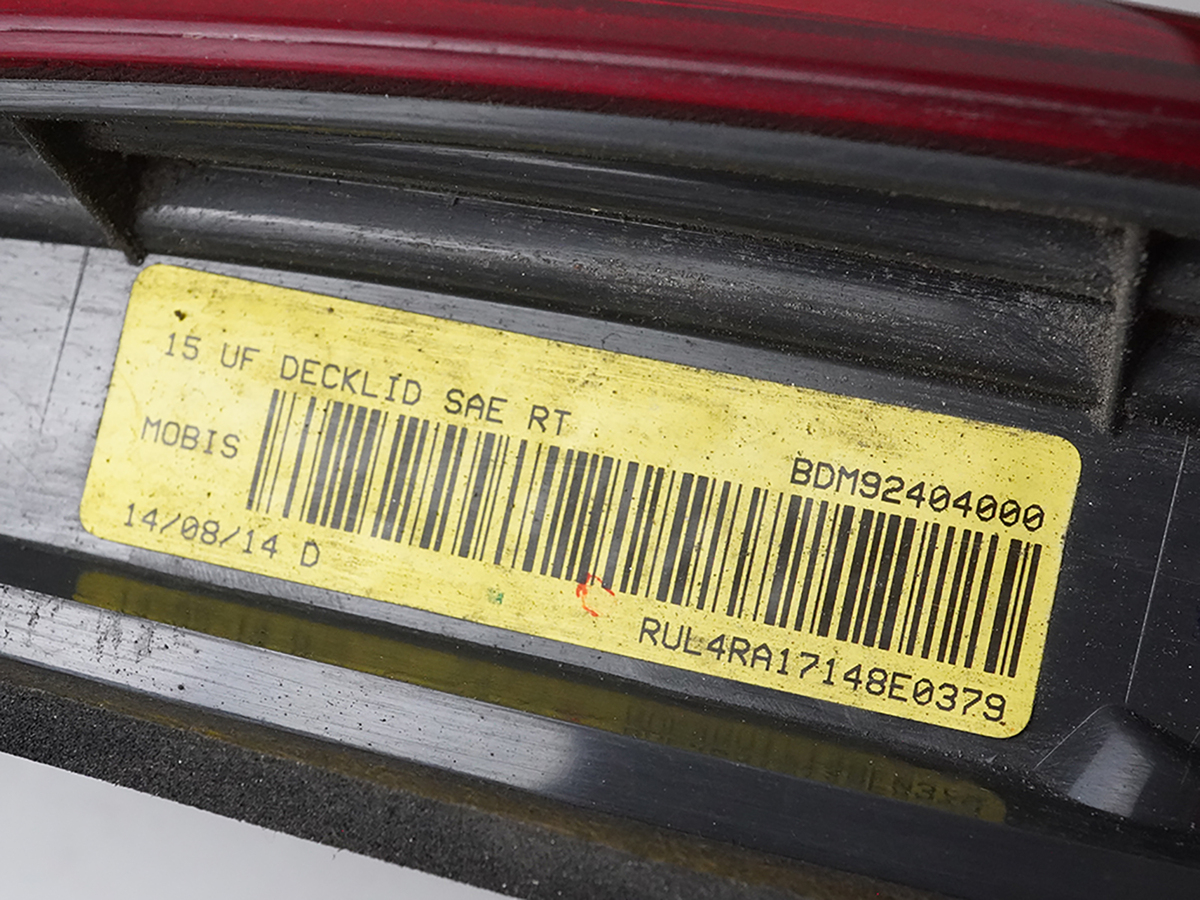 15 UF DECKLID SAE RT
MOBIS
BDM92404000
14/08/14 D
RUL4RA17148E0379